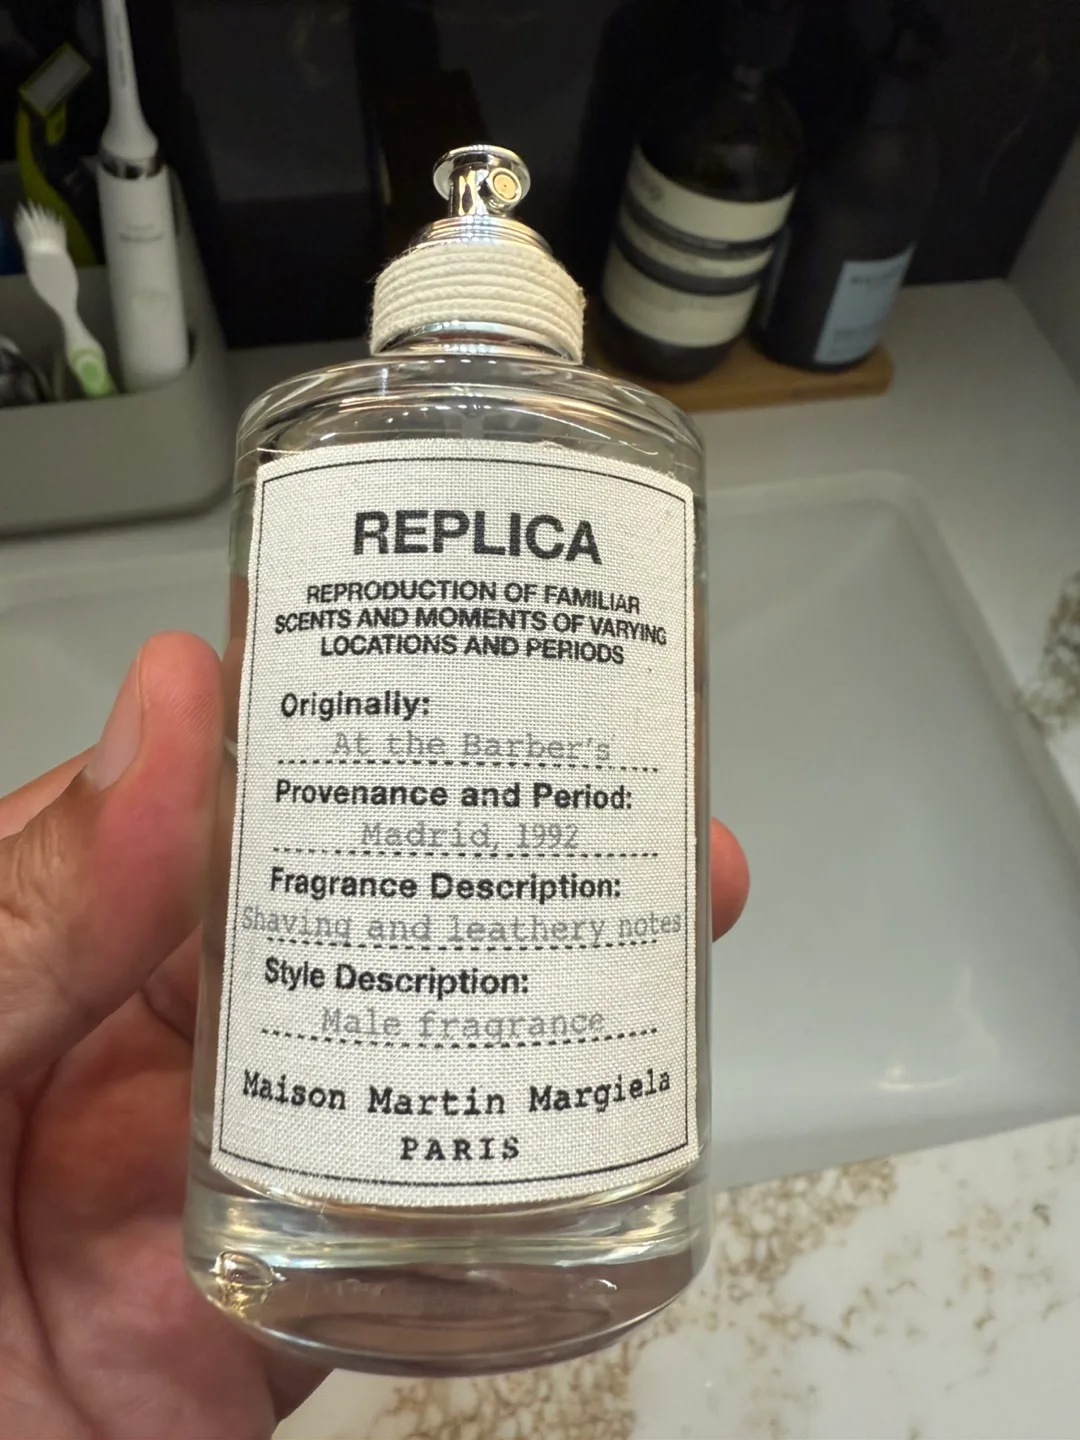 REPLICA
REPRODUCTION OF FAMILIAR
SCENTS AND MOMENTS OF VARYING
LOCATIONS AND PERIODS
Originally:
At the Barber's
Provenance and Period:
Madrid, 1992
Fragrance Description:
Shaving and leathery notes
Style Description:
Male fragrance
Maison Martin Margiela
PARIS